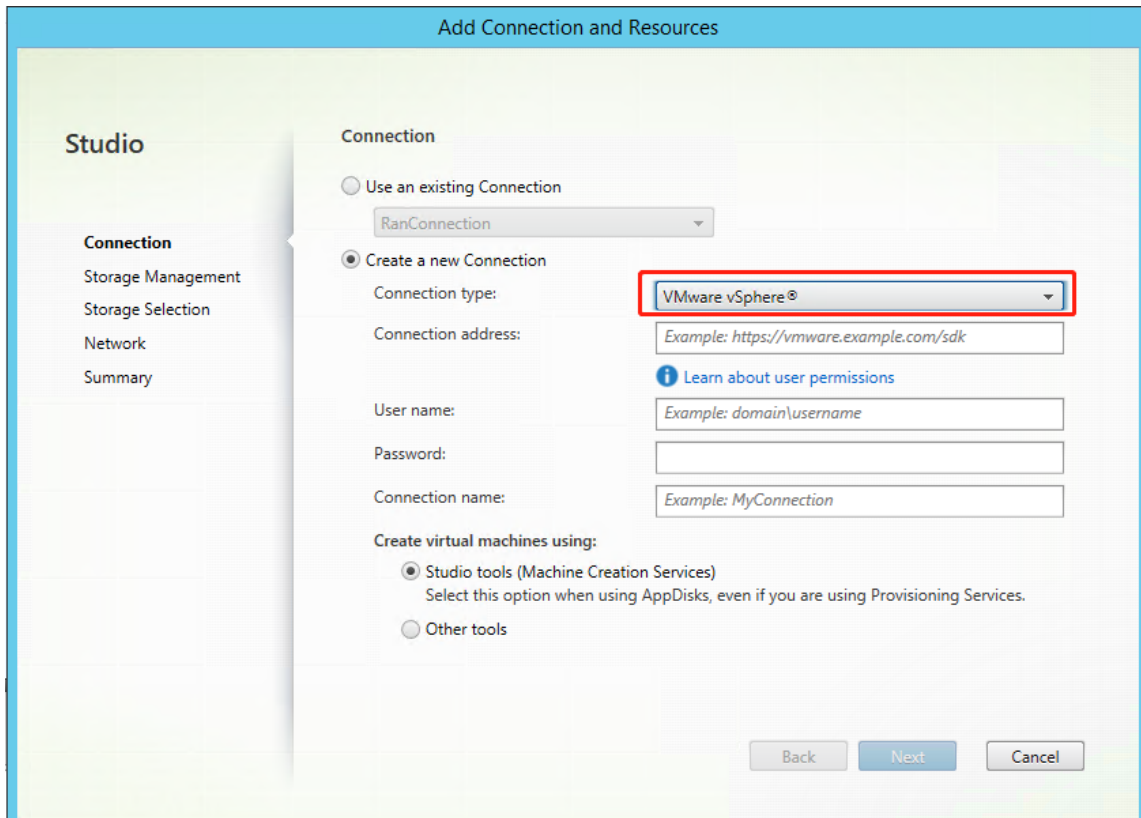 Add Connection and Resources
Studio
Connection
Storage Management
Storage Selection
Network
Summary
Connection
Use an existing Connection
RanConnection
Create a new Connection
Connection type:
VMware vSphere®
Connection address:
Example: https://vmware.example.com/sdk
Learn about user permissions
User name:
Example: domain\username
Password:
Connection name:
Example: MyConnection
Create virtual machines using:
Studio tools (Machine Creation Services)
Select this option when using AppDisks, even if you are using Provisioning Services.
Other tools
Back
Next
Cancel